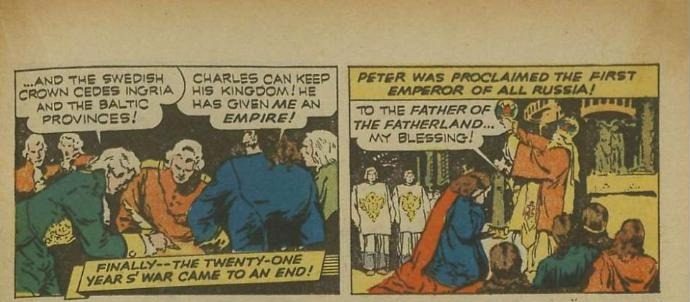 ...AND THE SWEDISH
CROWN CEDES INGRIA
AND THE BALTIC
PROVINCES!
CHARLES CAN KEEP
HIS KINGDOM! HE
HAS GIVEN ME AN
EMPIRE!
FINALLY--THE TWENTY-ONE
YEARS' WAR CAME TO AN END!
PETER WAS PROCLAIMED THE FIRST
EMPEROR OF ALL RUSSIA!
TO THE FATHER OF
THE FATHERLAND...
MY BLESSING!